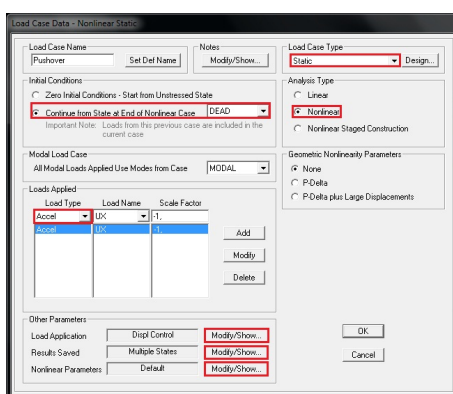 Load Case Data - Nonlinear Static
Load Case Name
Pushover
Set Def Name
Notes
Modify/Show...
Load Case Type
Static
Design...
Initial Conditions
Zero Initial Conditions - Start from Unstressed State
Continue from State at End of Nonlinear Case
DEAD
Important Note: Loads from this previous case are included in the
current case
Analysis Type
Linear
Nonlinear
Nonlinear Staged Construction
Modal Load Case
All Modal Loads Applied Use Modes from Case
MODAL
Geometric Nonlinearity Parameters
None
P-Delta
P-Delta plus Large Displacements
Loads Applied
Load Type Load Name Scale Factor
Accel UX -1,
Accel UX -1,
Add
Modify
Delete
Other Parameters
Load Application Displ Control Modify/Show...
Results Saved Multiple States Modify/Show...
Nonlinear Parameters Default Modify/Show...
OK
Cancel